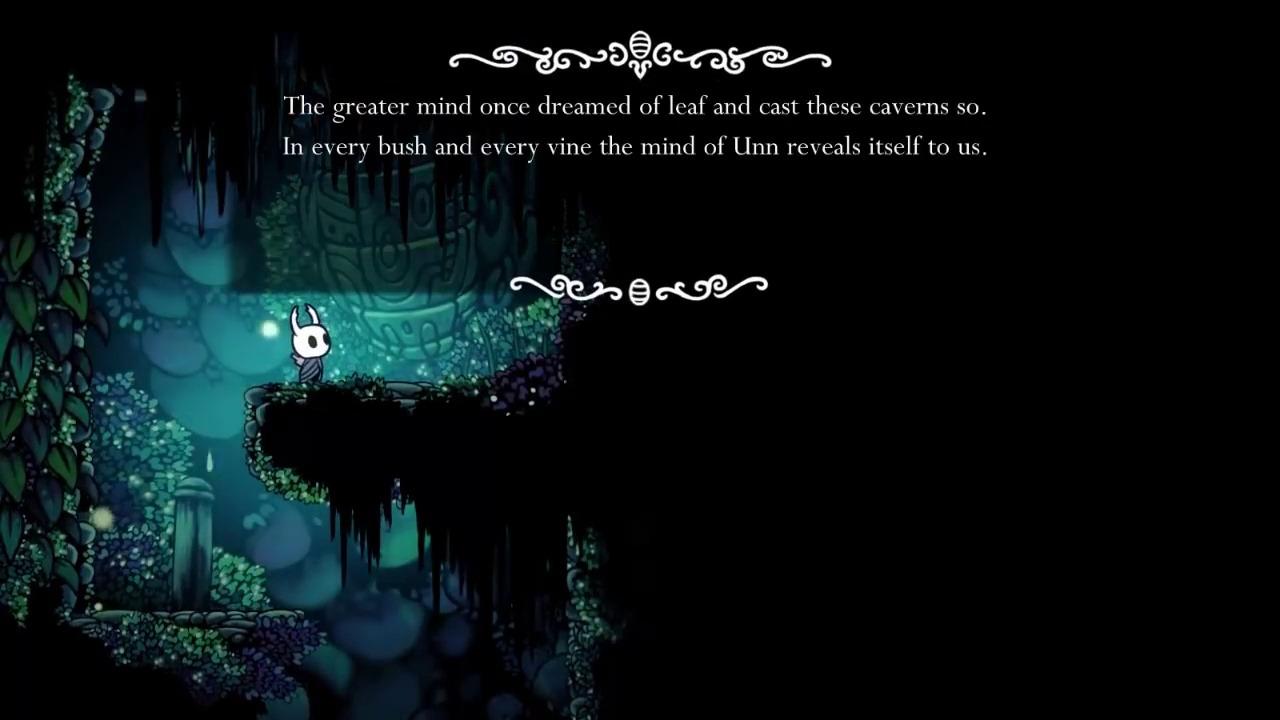 The greater mind once dreamed of leaf and cast these caverns so.
In every bush and every vine the mind of Unn reveals itself to us.